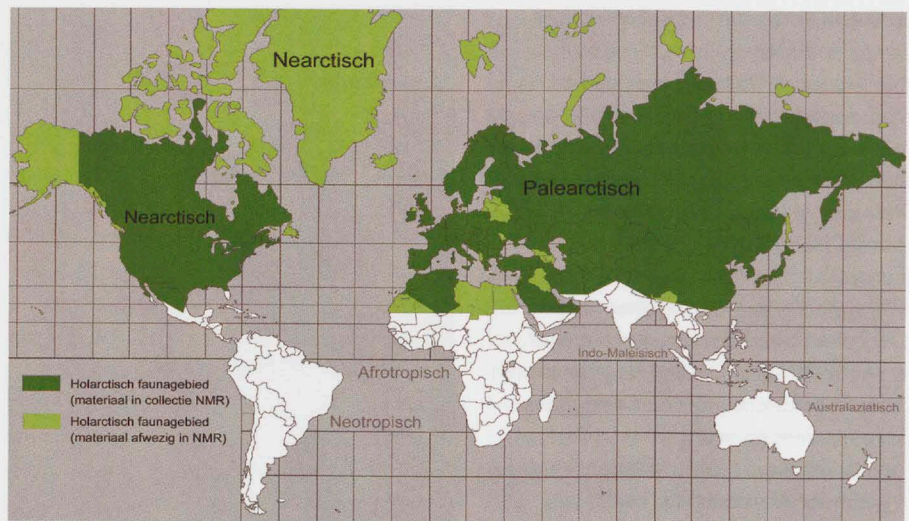 Nearctisch
Nearctisch
Palearctisch
Indo-Maleisisch
Afrotropisch
Neotropisch
Australaziatisch
Holarctisch faunagebied
(materiaal in collectie NMR)
Holarctisch faunagebied
(materiaal afwezig in NMR)